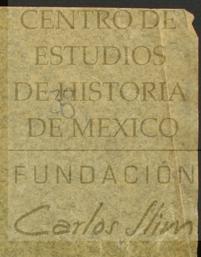 CENTRO DE
ESTUDIOS
DE HISTORIA
DE MEXICO
FUNDACIÓN
Carlos Slim